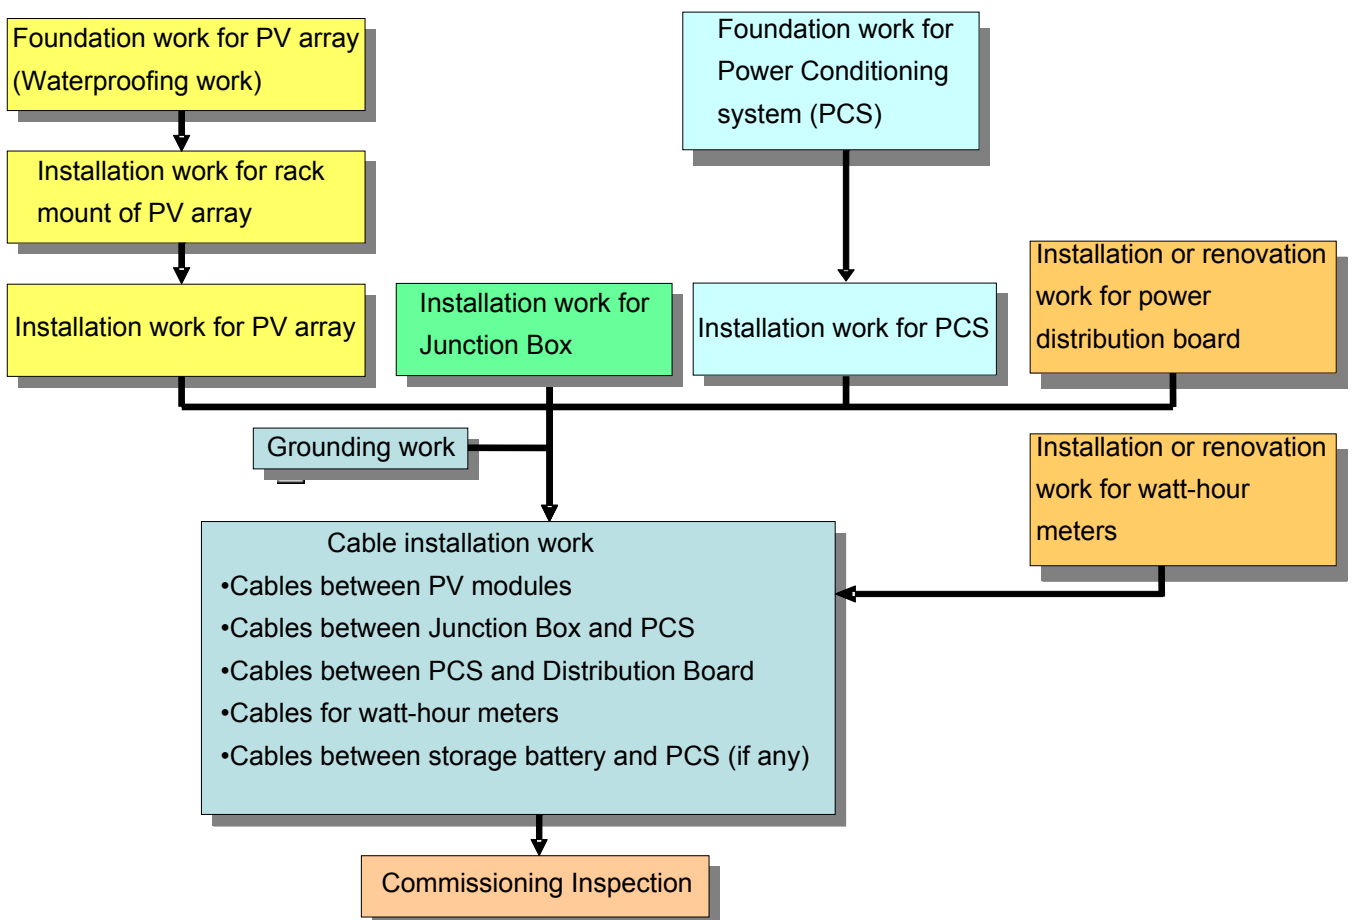 Foundation work for PV array
(Waterproofing work)
Foundation work for
Power Conditioning
system (PCS)
Installation work for rack
mount of PV array
Installation work for PV array
Installation work for
Junction Box
Installation work for PCS
Installation or renovation
work for power
distribution board
Grounding work
Installation or renovation
work for watt-hour
meters
Cable installation work
•Cables between PV modules
•Cables between Junction Box and PCS
•Cables between PCS and Distribution Board
•Cables for watt-hour meters
•Cables between storage battery and PCS (if any)
Commissioning Inspection